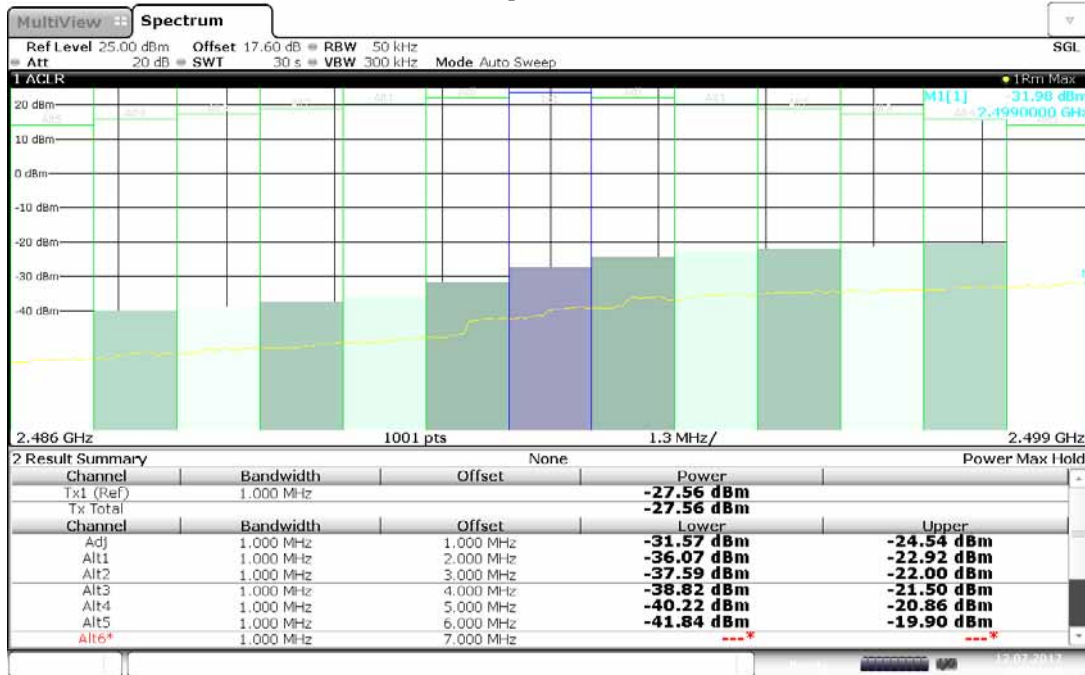 MultiView Spectrum
Ref Level 25.00 dBm Offset 17.60 dB RBW 50 kHz SGL
Att 20 dB SWT 30 s VBW 300 kHz Mode Auto Sweep
1 ACLR 1Rm Max
M1[1] -31.98 dBm
2.4990000 GHz
20 dBm
10 dBm
0 dBm
-10 dBm
-20 dBm
-30 dBm
-40 dBm
2.486 GHz 1001 pts 1.3 MHz/ 2.499 GHz
2 Result Summary None Power Max Hold
Channel Bandwidth Offset Power
Tx1 (Ref) 1.000 MHz -27.56 dBm
Tx Total -27.56 dBm
Channel Bandwidth Offset Lower Upper
Adj 1.000 MHz 1.000 MHz -31.57 dBm -24.54 dBm
Alt1 1.000 MHz 2.000 MHz -36.07 dBm -22.92 dBm
Alt2 1.000 MHz 3.000 MHz -37.59 dBm -22.00 dBm
Alt3 1.000 MHz 4.000 MHz -38.82 dBm -21.50 dBm
Alt4 1.000 MHz 5.000 MHz -40.22 dBm -20.86 dBm
Alt5 1.000 MHz 6.000 MHz -41.84 dBm -19.90 dBm
Alt6* 1.000 MHz 7.000 MHz ---* ---*
12.07.2017